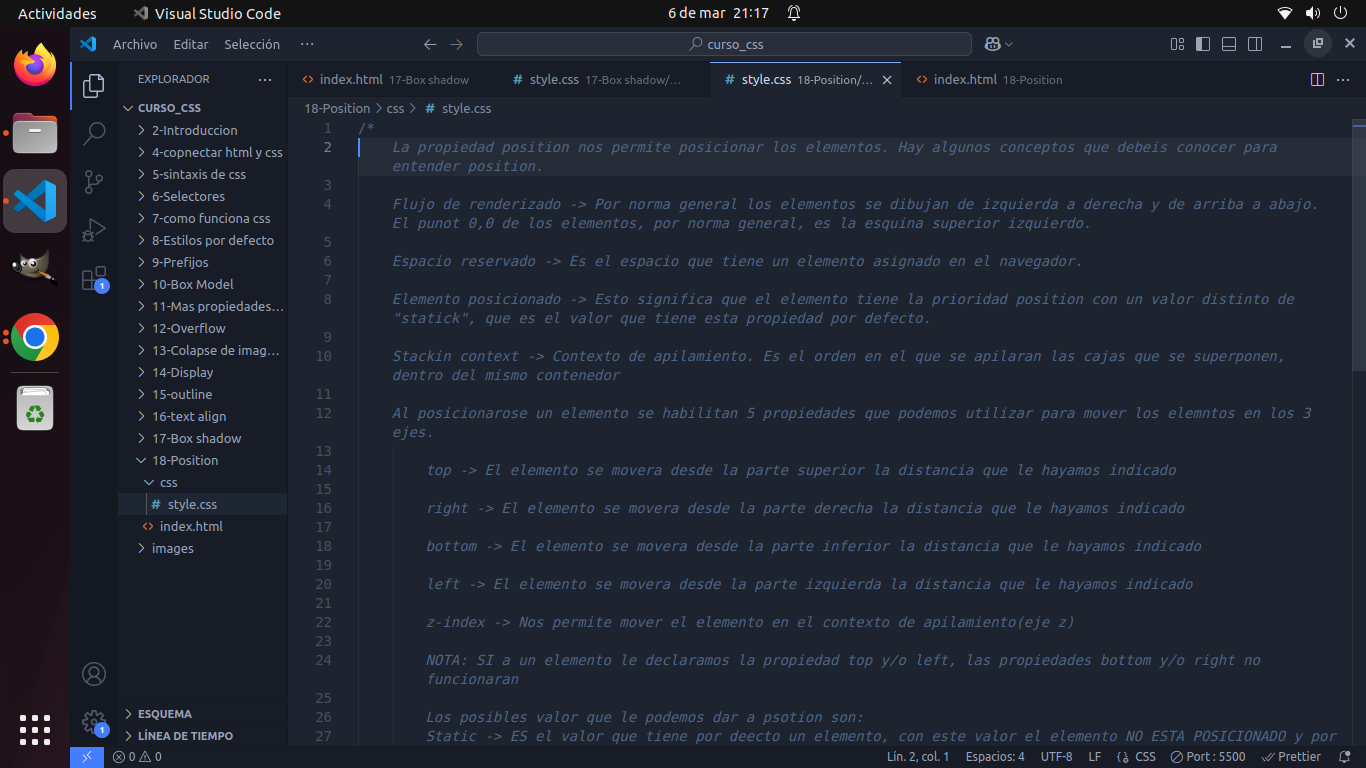 Actividades
Visual Studio Code
6 de mar 21:17
Archivo Editar Selección ···
curso_css
EXPLORADOR ···
CURSO_CSS
2-Introduccion
4-copnectar html y css
5-sintaxis de css
6-Selectores
7-como funciona css
8-Estilos por defecto
9-Prefijos
10-Box Model
11-Mas propiedades...
12-Overflow
13-Colapse de imag...
14-Display
15-outline
16-text align
17-Box shadow
18-Position
css
# style.css
<> index.html
images
ESQUEMA
LÍNEA DE TIEMPO
1
1
<> index.html 17-Box shadow
# style.css 17-Box shadow/...
# style.css 18-Position/...
<> index.html 18-Position
···
18-Position > css > # style.css
1 /*
2 La propiedad position nos permite posicionar los elementos. Hay algunos conceptos que debeis conocer para
entender position.
3
4 Flujo de renderizado -> Por norma general los elementos se dibujan de izquierda a derecha y de arriba a abajo.
El punot 0,0 de los elementos, por norma general, es la esquina superior izquierdo.
5
6 Espacio reservado -> Es el espacio que tiene un elemento asignado en el navegador.
7
8 Elemento posicionado -> Esto significa que el elemento tiene la prioridad position con un valor distinto de
"statick", que es el valor que tiene esta propiedad por defecto.
9
10 Stackin context -> Contexto de apilamiento. Es el orden en el que se apilaran las cajas que se superponen,
dentro del mismo contenedor
11
12 Al posicionarose un elemento se habilitan 5 propiedades que podemos utilizar para mover los elemntos en los 3
ejes.
13
14 top -> El elemento se movera desde la parte superior la distancia que le hayamos indicado
15
16 right -> El elemento se movera desde la parte derecha la distancia que le hayamos indicado
17
18 bottom -> El elemento se movera desde la parte inferior la distancia que le hayamos indicado
19
20 left -> El elemento se movera desde la parte izquierda la distancia que le hayamos indicado
21
22 z-index -> Nos permite mover el elemento en el contexto de apilamiento(eje z)
23
24 NOTA: SI a un elemento le declaramos la propiedad top y/o left, las propiedades bottom y/o right no
funcionaran
25
26 Los posibles valor que le podemos dar a psotion son:
27 Static -> ES el valor que tiene por deecto un elemento, con este valor el elemento NO ESTA POSICIONADO y por
0 0
Lín. 2, col. 1 Espacios: 4 UTF-8 LF {} CSS Port : 5500 Prettier